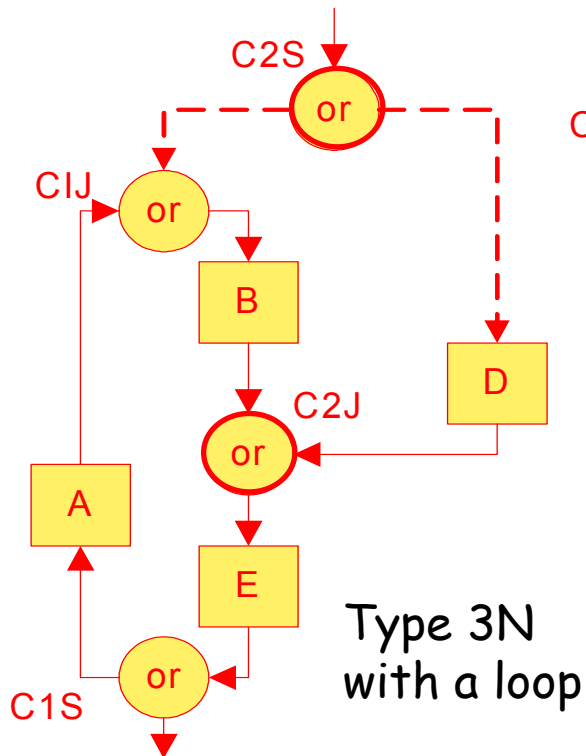 C2S
or
C
CIJ
or
B
D
C2J
or
A
E
Type 3N
with a loop
or
C1S